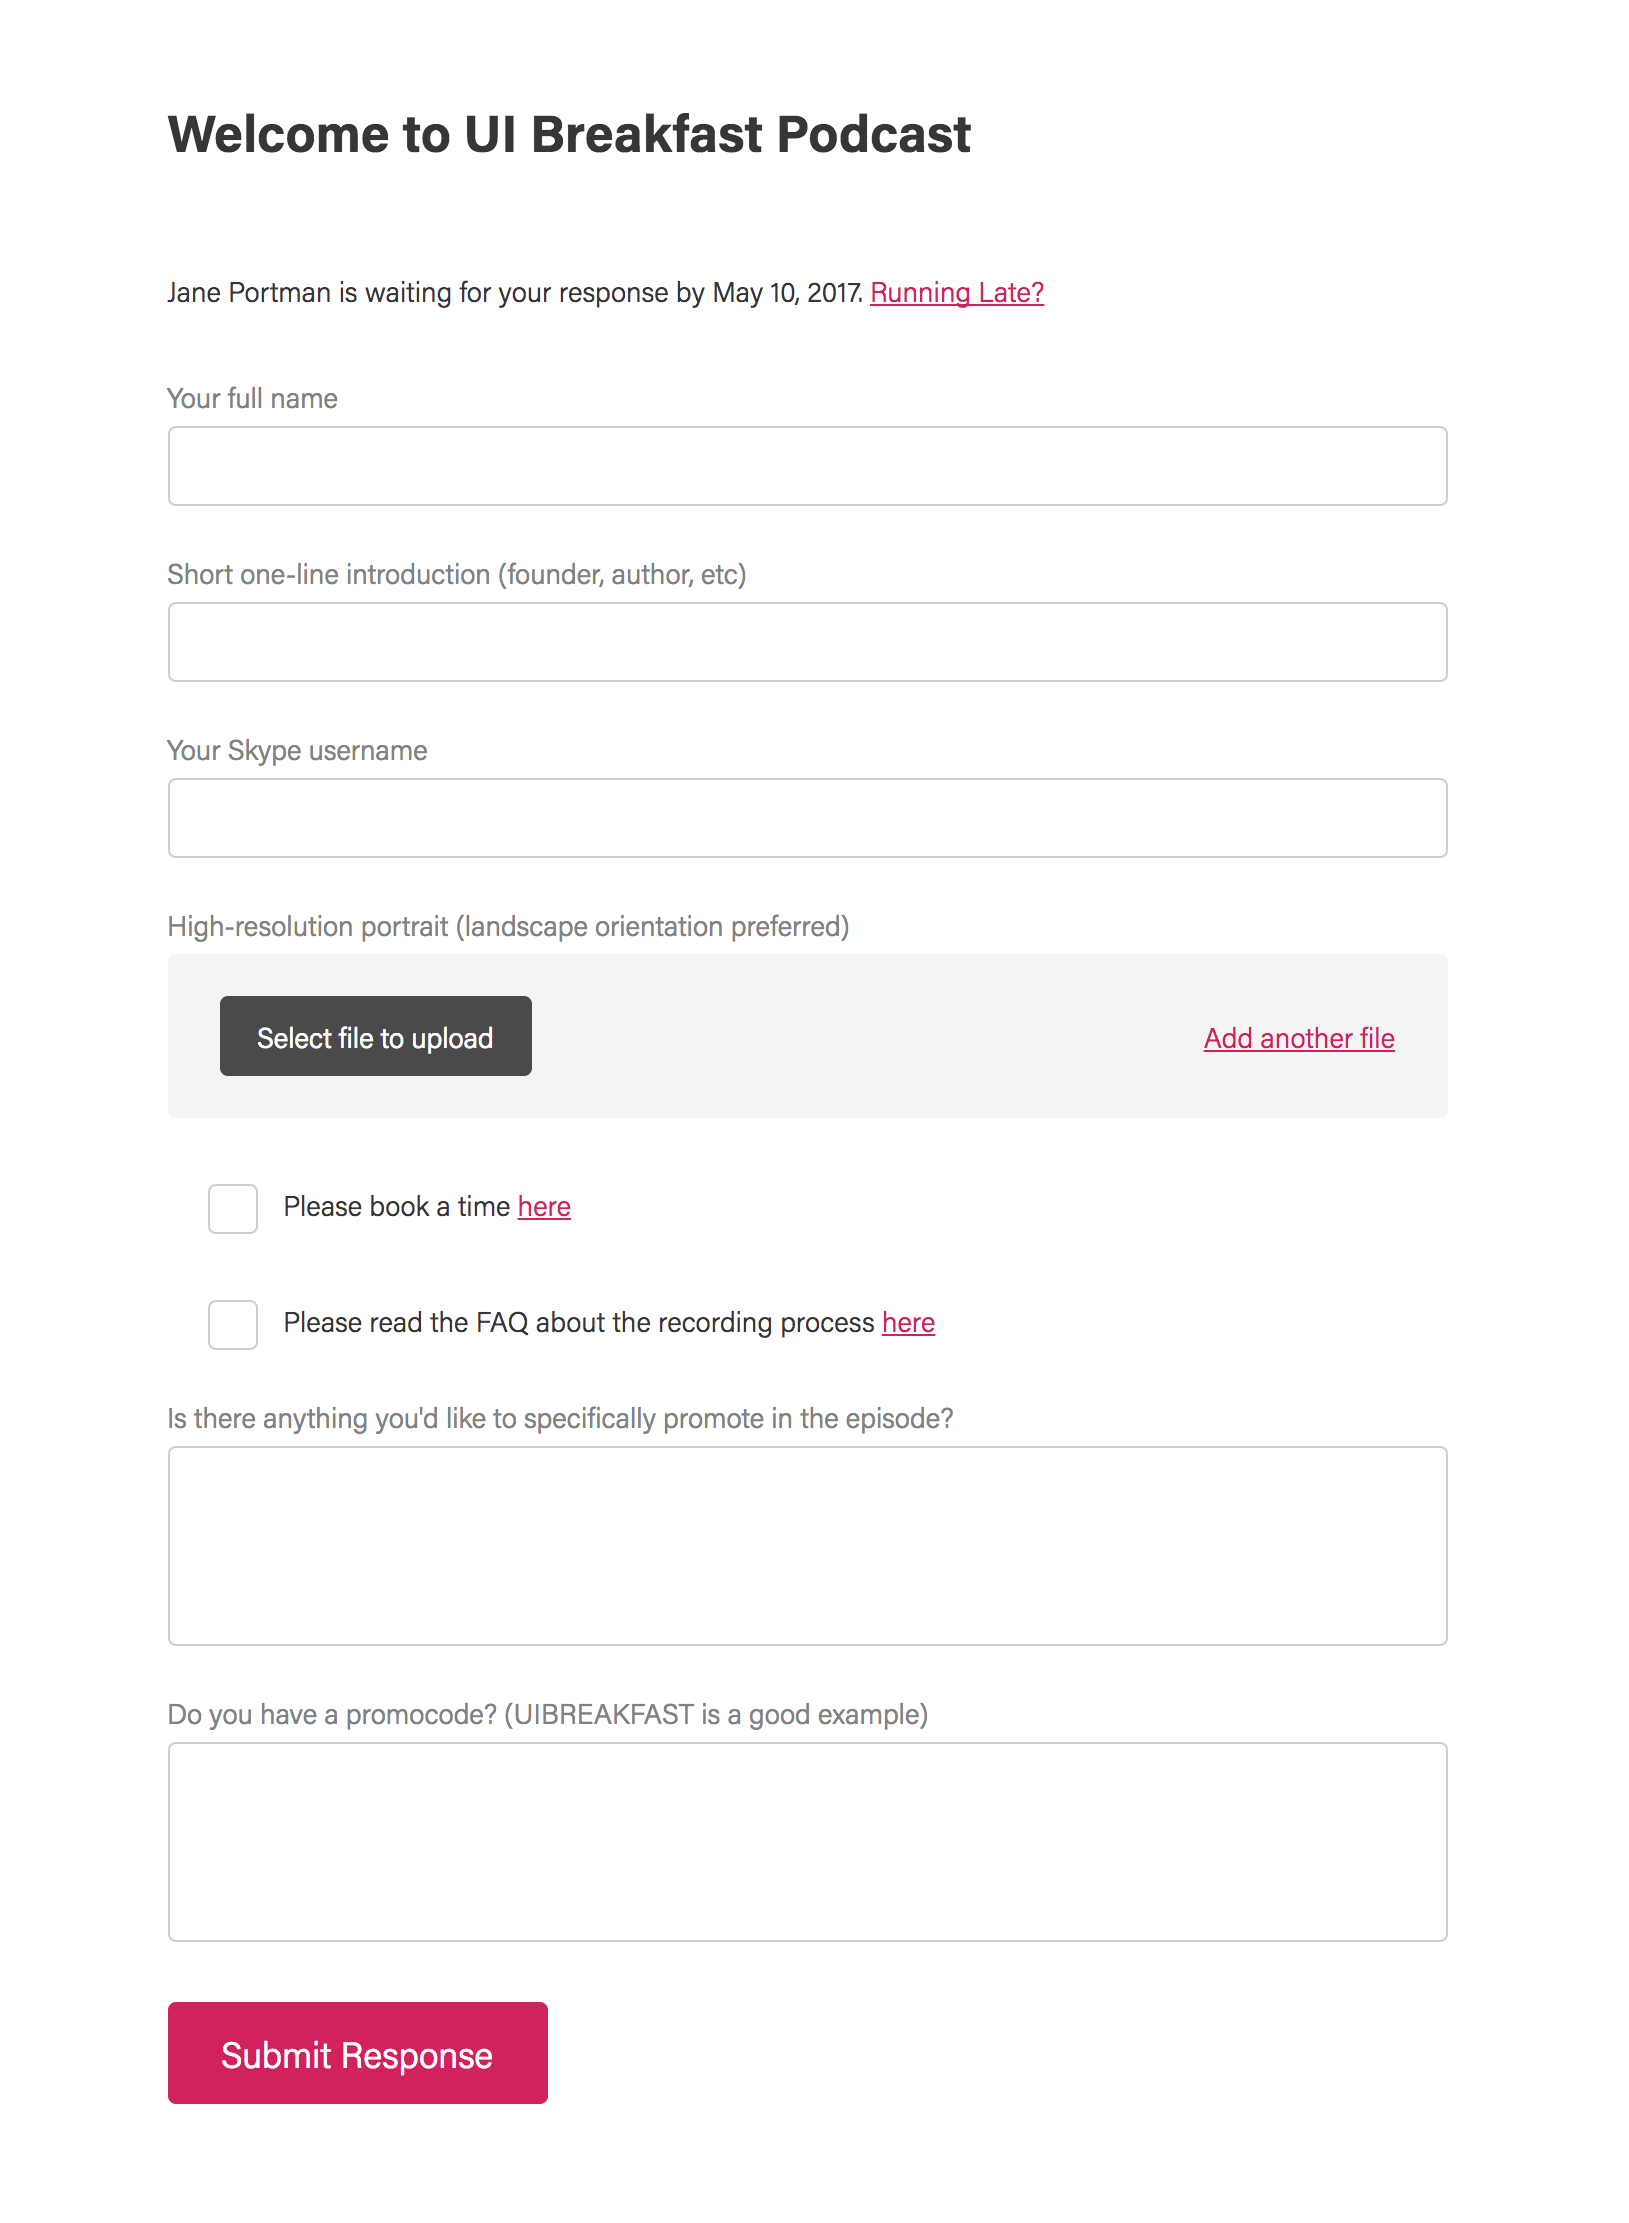 Welcome to UI Breakfast Podcast
Jane Portman is waiting for your response by May 10, 2017. Running Late?
Your full name
Short one-line introduction (founder, author, etc)
Your Skype username
High-resolution portrait (landscape orientation preferred)
Select file to upload
Add another file
Please book a time here
Please read the FAQ about the recording process here
Is there anything you'd like to specifically promote in the episode?
Do you have a promocode? (UIBREAKFAST is a good example)
Submit Response